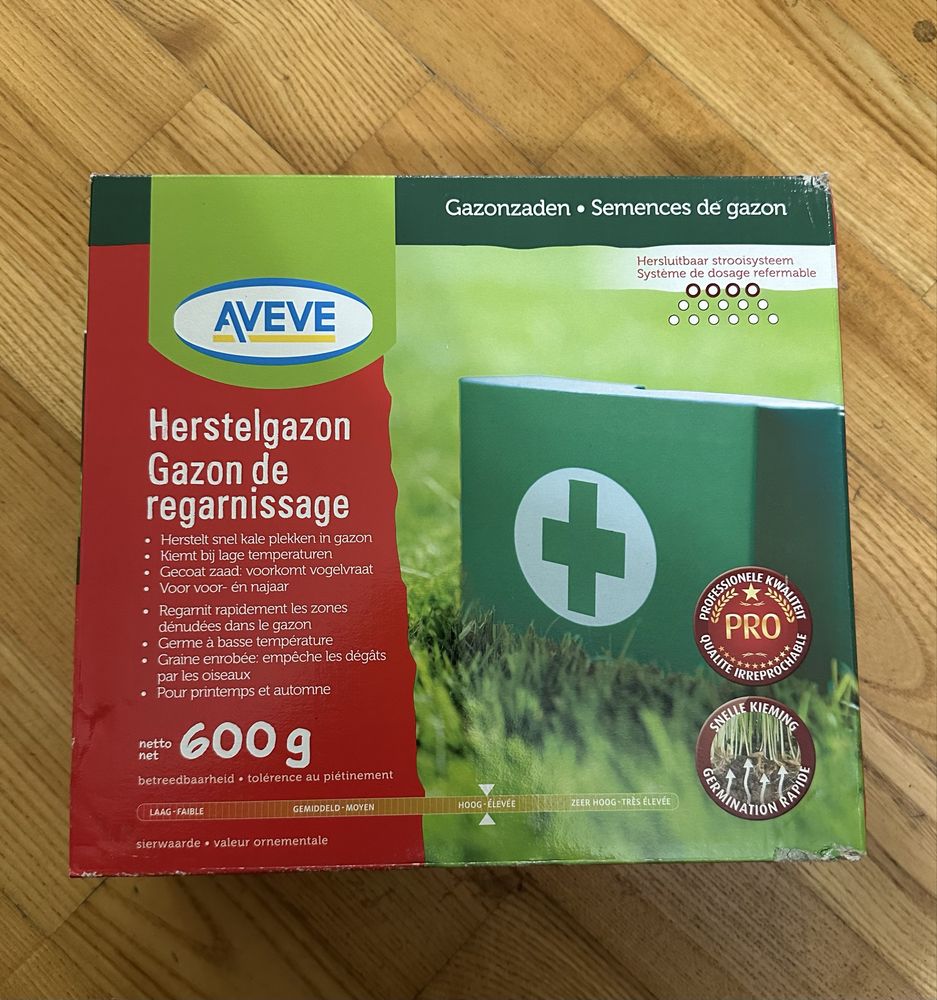 Gazonzaden • Semences de gazon
Hersluitbaar strooisysteem
Système de dosage refermable
AVEVE
Herstelgazon
Gazon de
regarnissage
• Herstelt snel kale plekken in gazon
• Kiemt bij lage temperaturen
• Gecoat zaad: voorkomt vogelvraat
• Voor voor- én najaar
• Regarnit rapidement les zones
dénudées dans le gazon
• Germe à basse température
• Graine enrobée: empêche les dégâts
par les oiseaux
• Pour printemps et automne
PROFESSIONELE KWALITEIT
PRO
QUALITE IRREPROCHABLE
SNELLE KIEMING
GERMINATION RAPIDE
netto
net
600 g
betreedbaarheid • tolérence au piétinement
LAAG - FAIBLE GEMIDDELD - MOYEN HOOG - ÉLEVÉE ZEER HOOG - TRÈS ÉLEVÉE
sierwaarde • valeur ornementale